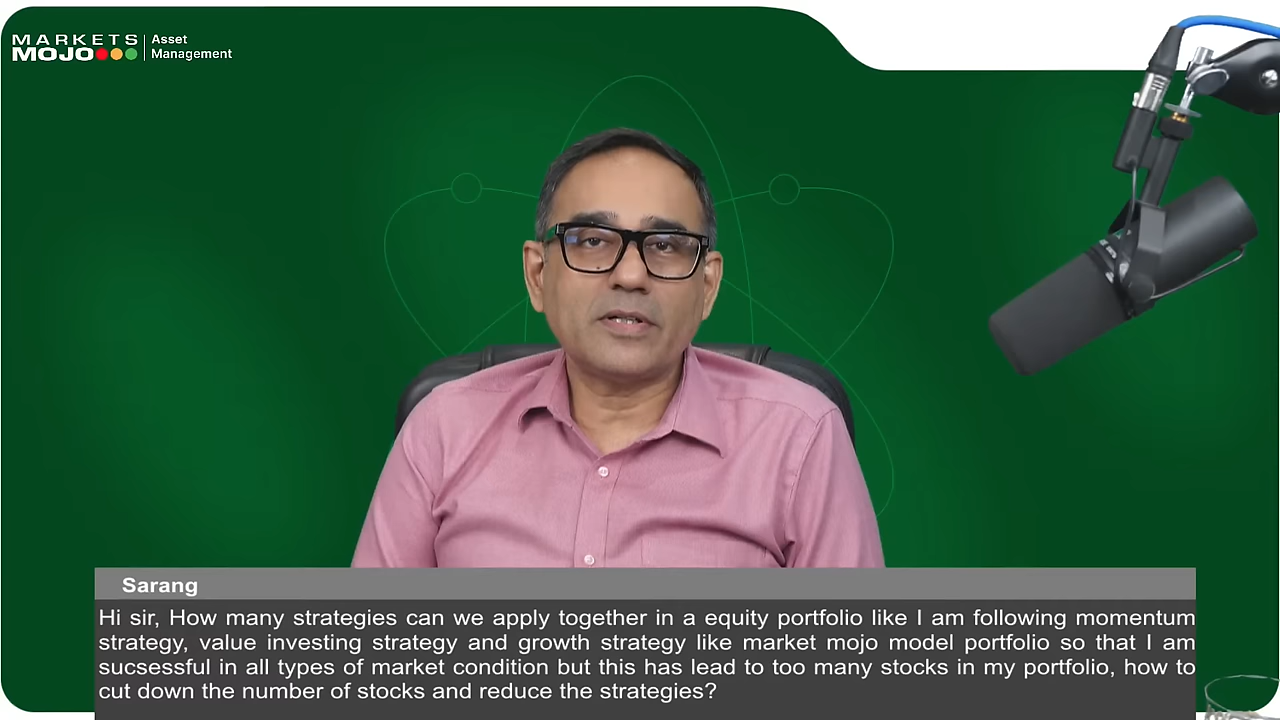 MARKETS
MOJO
Asset
Management
Sarang
Hi sir, How many strategies can we apply together in a equity portfolio like I am following momentum
strategy, value investing strategy and growth strategy like market mojo model portfolio so that I am
sucsessful in all types of market condition but this has lead to too many stocks in my portfolio, how to
cut down the number of stocks and reduce the strategies?